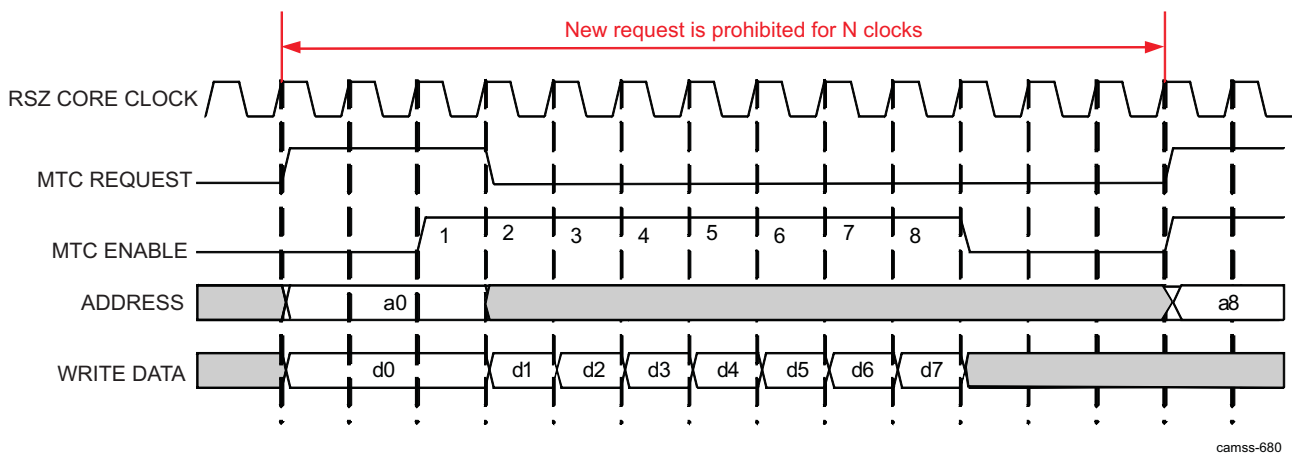 New request is prohibited for N clocks
RSZ CORE CLOCK
MTC REQUEST
MTC ENABLE
1 2 3 4 5 6 7 8
ADDRESS
a0 a8
WRITE DATA
d0 d1 d2 d3 d4 d5 d6 d7
camss-680